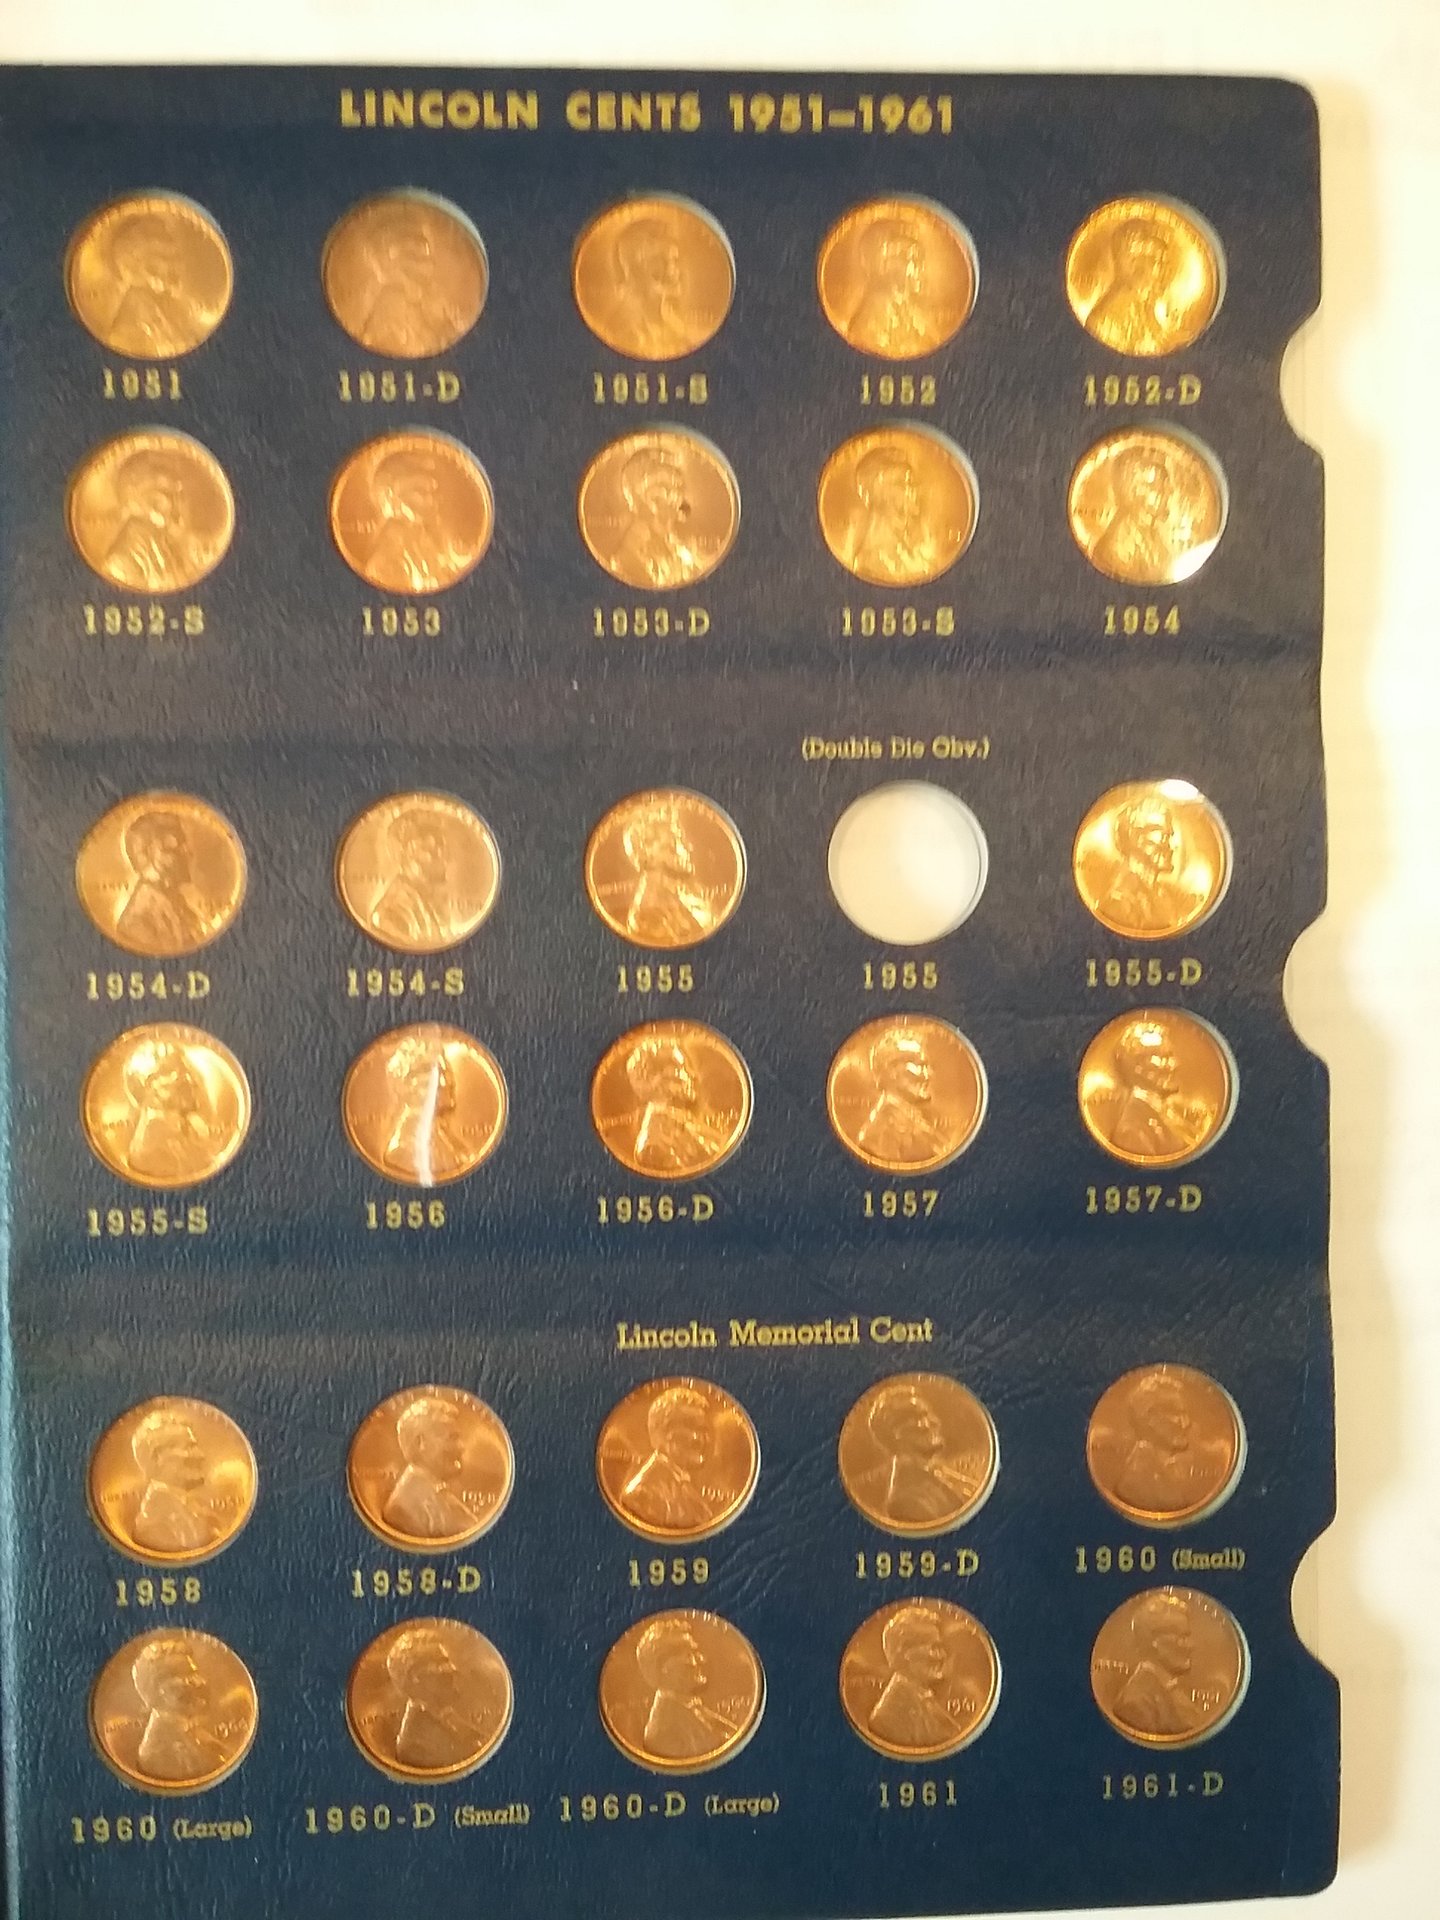 LINCOLN CENTS 1951–1961
1951 1951-D 1951-S 1952 1952-D
1952-S 1953 1953-D 1953-S 1954
(Double Die Obv.)
1954-D 1954-S 1955 1955 1955-D
1955-S 1956 1956-D 1957 1957-D
Lincoln Memorial Cent
1958 1958-D 1959 1959-D 1960 (Small)
1960 (Large) 1960-D (Small) 1960-D (Large) 1961 1961-D